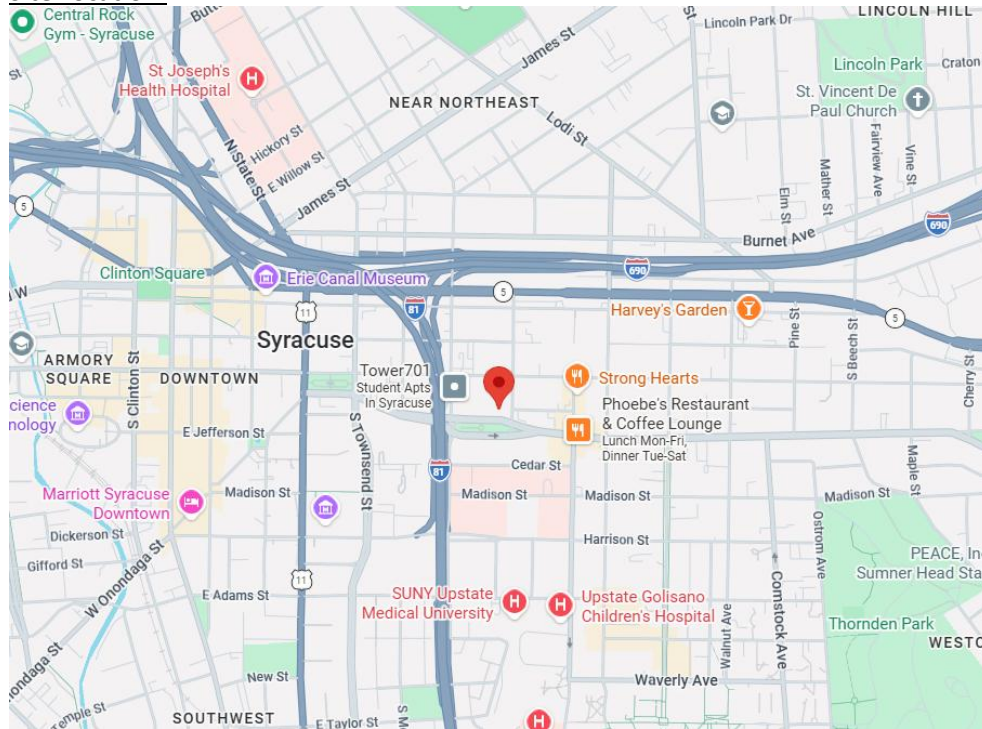 Central Rock
Gym - Syracuse
St Joseph's
Health Hospital
Butt
James St
St
Lincoln Park Dr
LINCOLN HILL
Lincoln Park
Craton
St. Vincent De
Paul Church
NEAR NORTHEAST
Lodi St
Hickory St
N State St
E Willow St
James St
Fairview Ave
Vine St
Mather St
Elm St
Burnet Ave
690
690
5
Clinton Square
Erie Canal Museum
11
81
5
Harvey's Garden
Pine St
S Beech St
5
Syracuse
ARMORY
SQUARE
DOWNTOWN
S Clinton St
Tower701
Student Apts
In Syracuse
Strong Hearts
Cherry St
Phoebe's Restaurant
& Coffee Lounge
Lunch Mon-Fri,
Dinner Tue-Sat
cience
nology
E Jefferson St
S Townsend St
81
Cedar St
Maple St
Madison St
Madison St
Madison St
Madison St
Marriott Syracuse
Downtown
Dickerson St
Gifford St
W Onondaga St
Harrison St
Ostrom Ave
PEACE, In
Sumner Head Sta
11
E Adams St
SUNY Upstate
Medical University
Upstate Golisano
Children's Hospital
Walnut Ave
Comstock Ave
Thornden Park
WESTC
New St
Waverly Ave
onondaga St
Temple St
SOUTHWEST
E Taylor St
S M